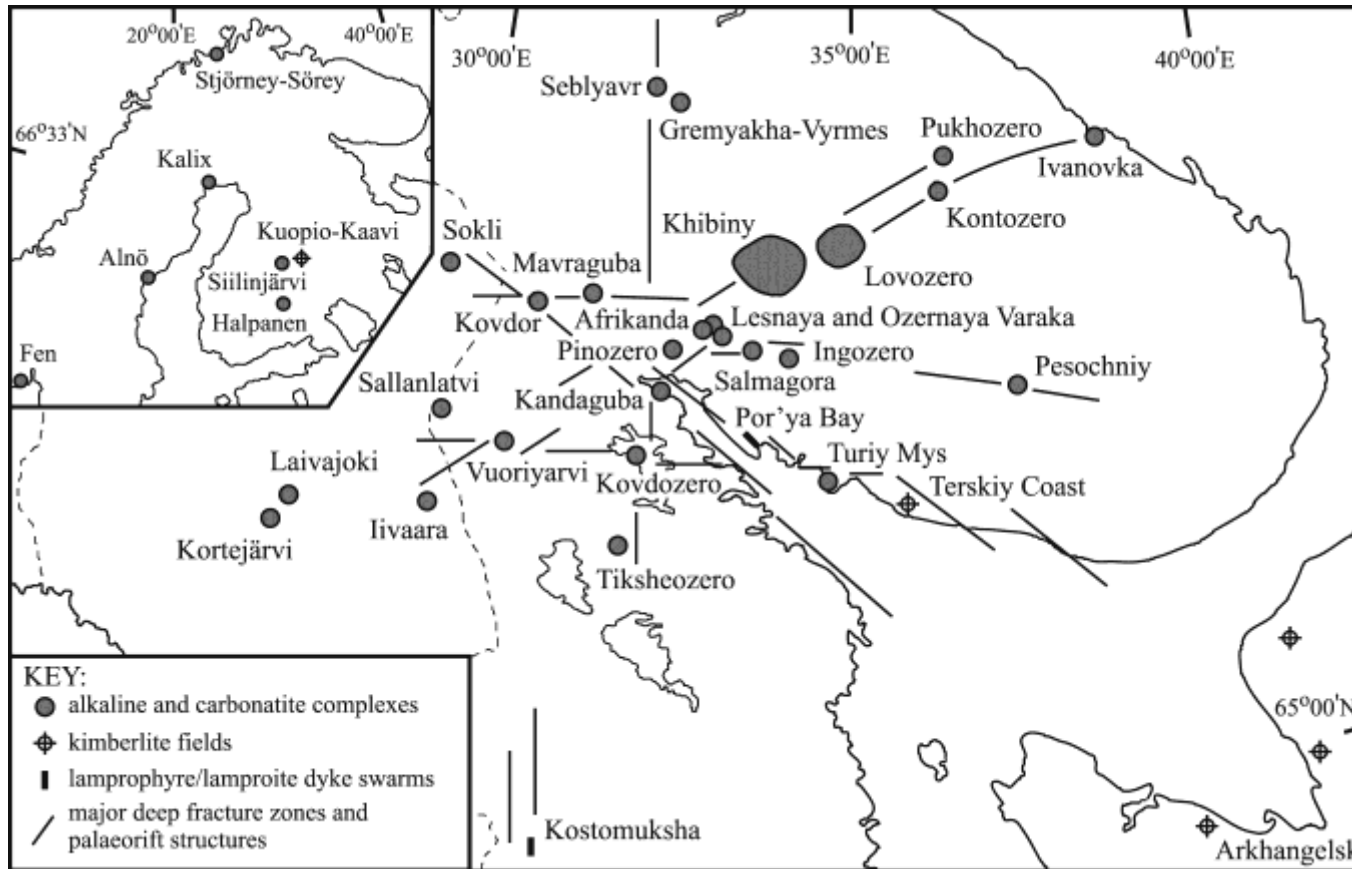 20°00'E
40°00'E
Stjörney-Sörey
66°33'N
Kalix
Kuopio-Kaavi
Alnö
Siilinjärvi
Halpanen
Fen
30°00'E
35°00'E
40°00'E
Seblyavr
Gremyakha-Vyrmes
Pukhozero
Ivanovka
Kontozero
Khibiny
Lovozero
Sokli
Mavraguba
Kovdor
Afrikanda
Lesnaya and Ozernaya Varaka
Pinozero
Ingozero
Salmagora
Pesochniy
Sallanlatvi
Kandaguba
Por'ya Bay
Laivajoki
Vuoriyarvi
Kovdozero
Turiy Mys
Terskiy Coast
Kortejärvi
Iivaara
Tiksheozero
65°00'N
Kostomuksha
Arkhangelsk
KEY:
alkaline and carbonatite complexes
kimberlite fields
lamprophyre/lamproite dyke swarms
major deep fracture zones and
palaeorift structures